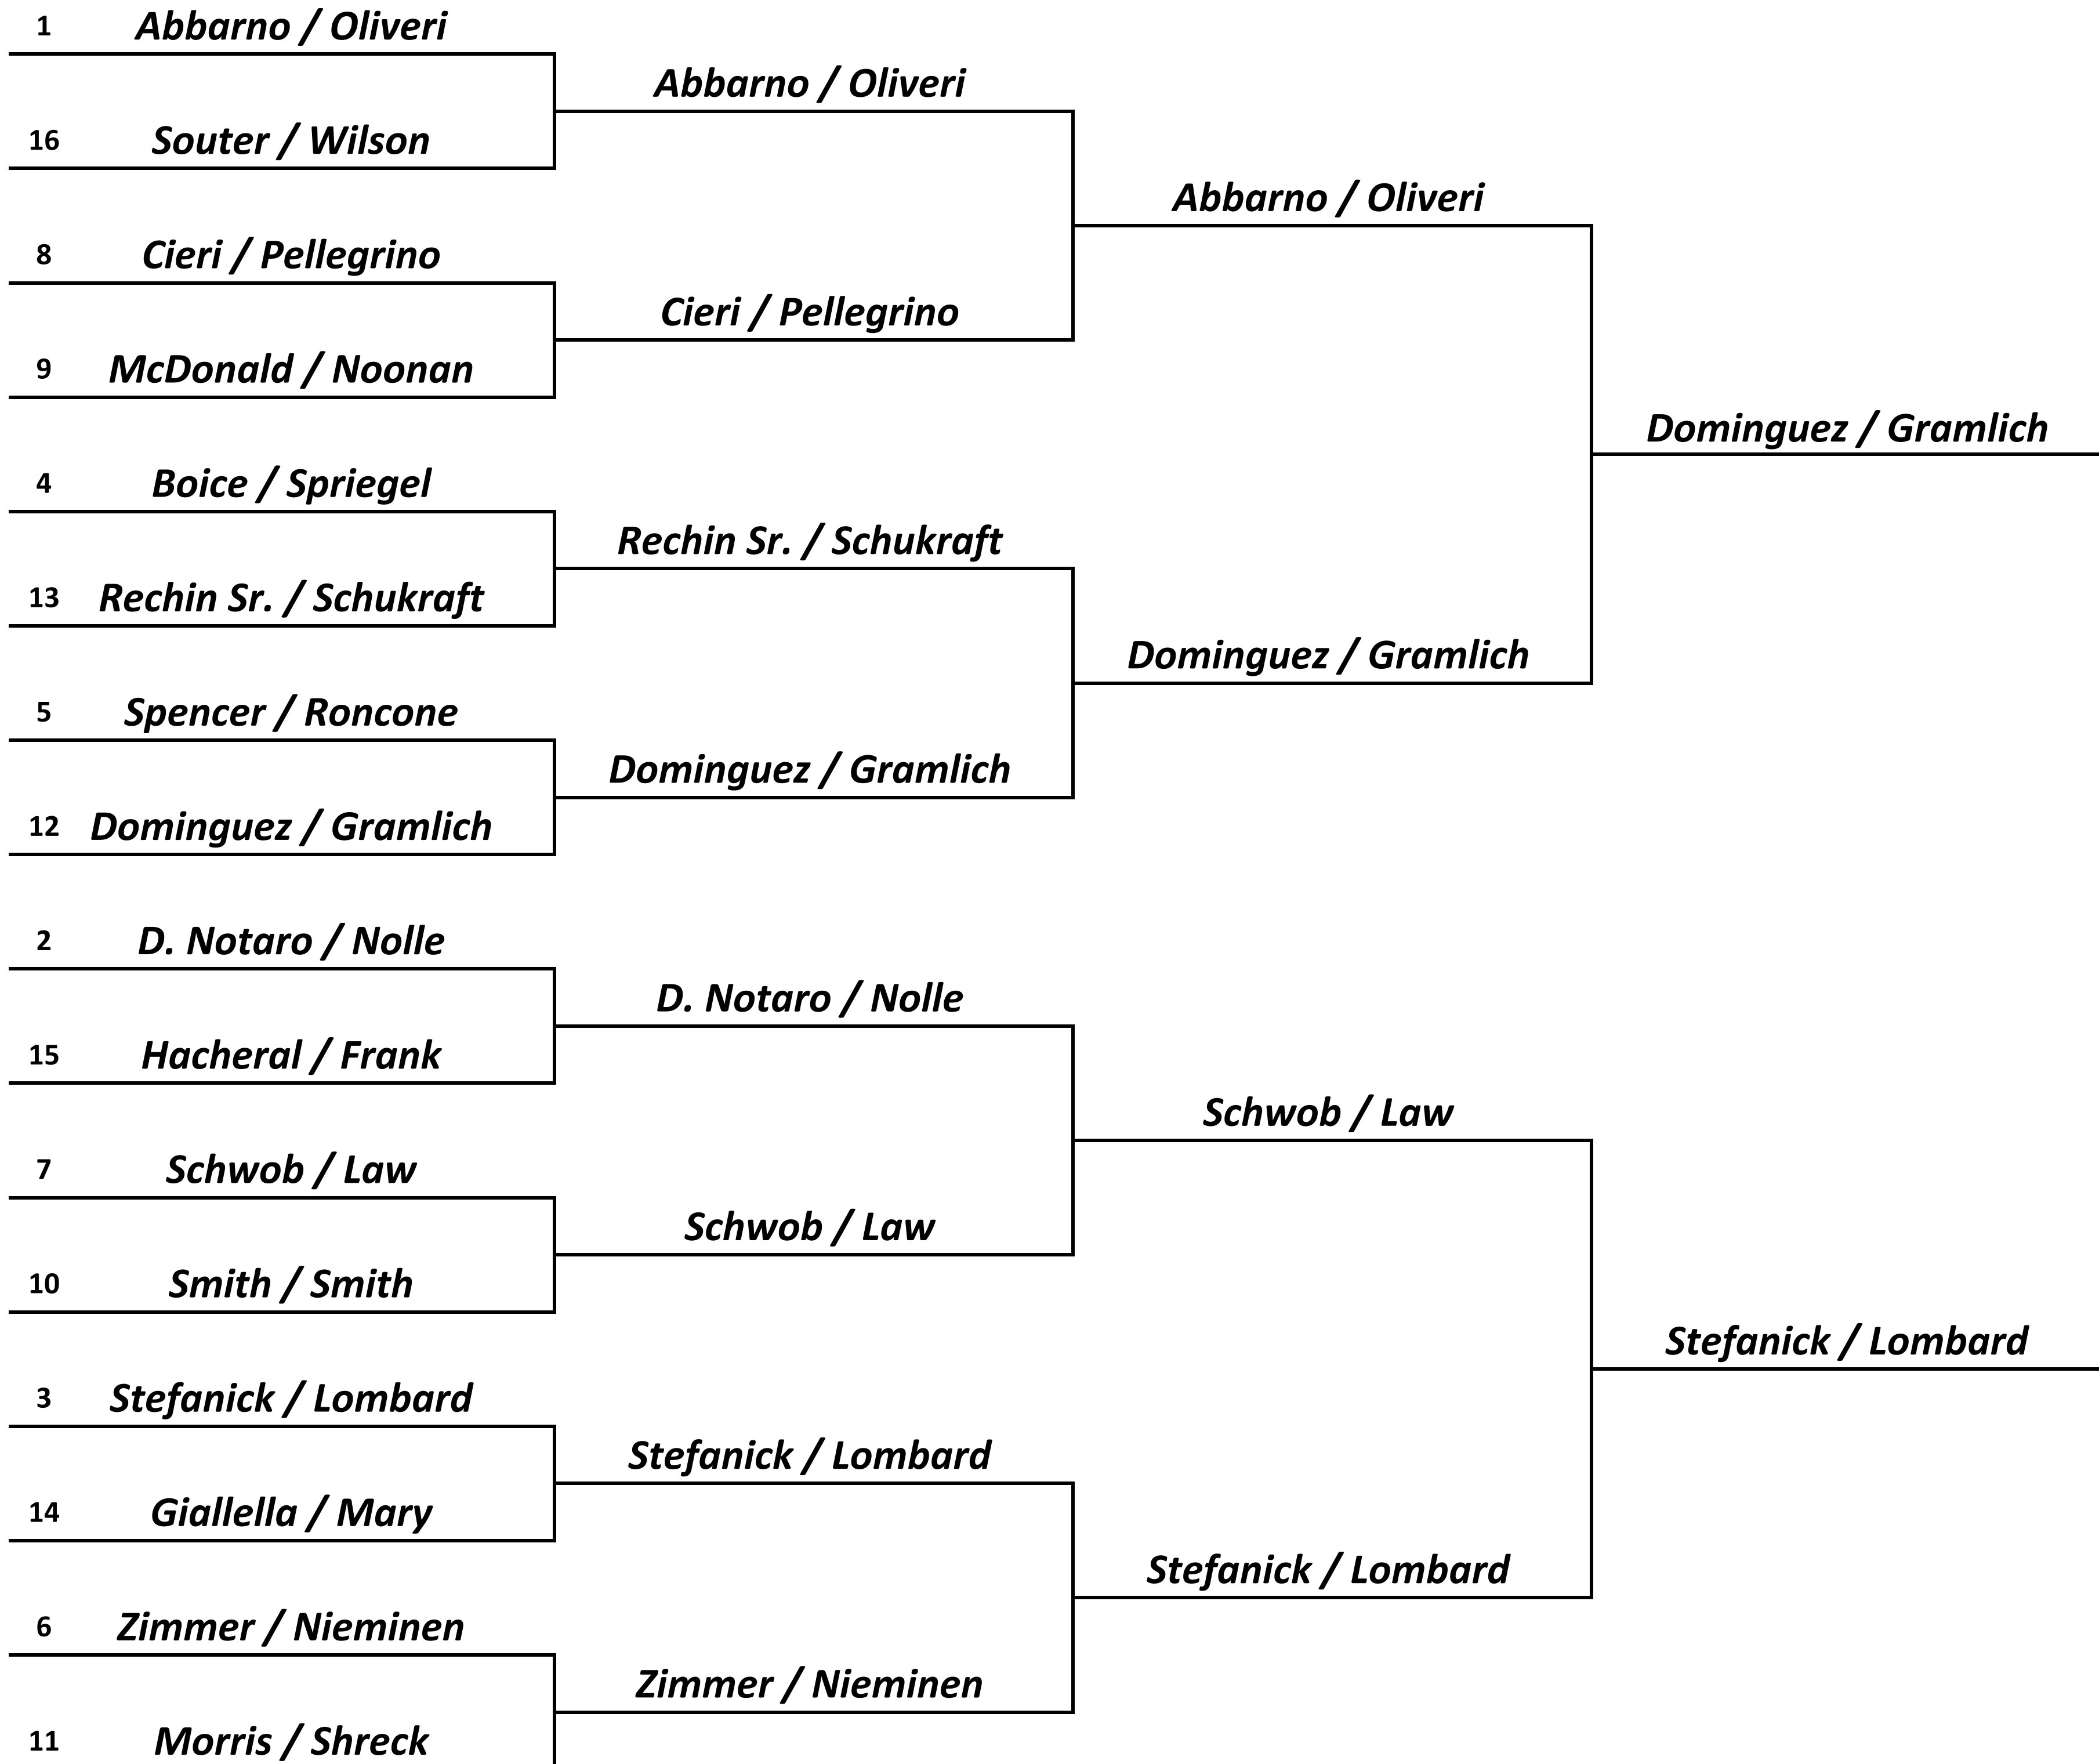 1 Abbarno / Oliveri
Abbarno / Oliveri
16 Souter / Wilson
Abbarno / Oliveri
8 Cieri / Pellegrino
Cieri / Pellegrino
9 McDonald / Noonan
Dominguez / Gramlich
4 Boice / Spriegel
Rechin Sr. / Schukraft
13 Rechin Sr. / Schukraft
Dominguez / Gramlich
5 Spencer / Roncone
Dominguez / Gramlich
12 Dominguez / Gramlich
2 D. Notaro / Nolle
D. Notaro / Nolle
15 Hacheral / Frank
Schwob / Law
7 Schwob / Law
Schwob / Law
10 Smith / Smith
Stefanick / Lombard
3 Stefanick / Lombard
Stefanick / Lombard
14 Giallella / Mary
Stefanick / Lombard
6 Zimmer / Nieminen
Zimmer / Nieminen
11 Morris / Shreck